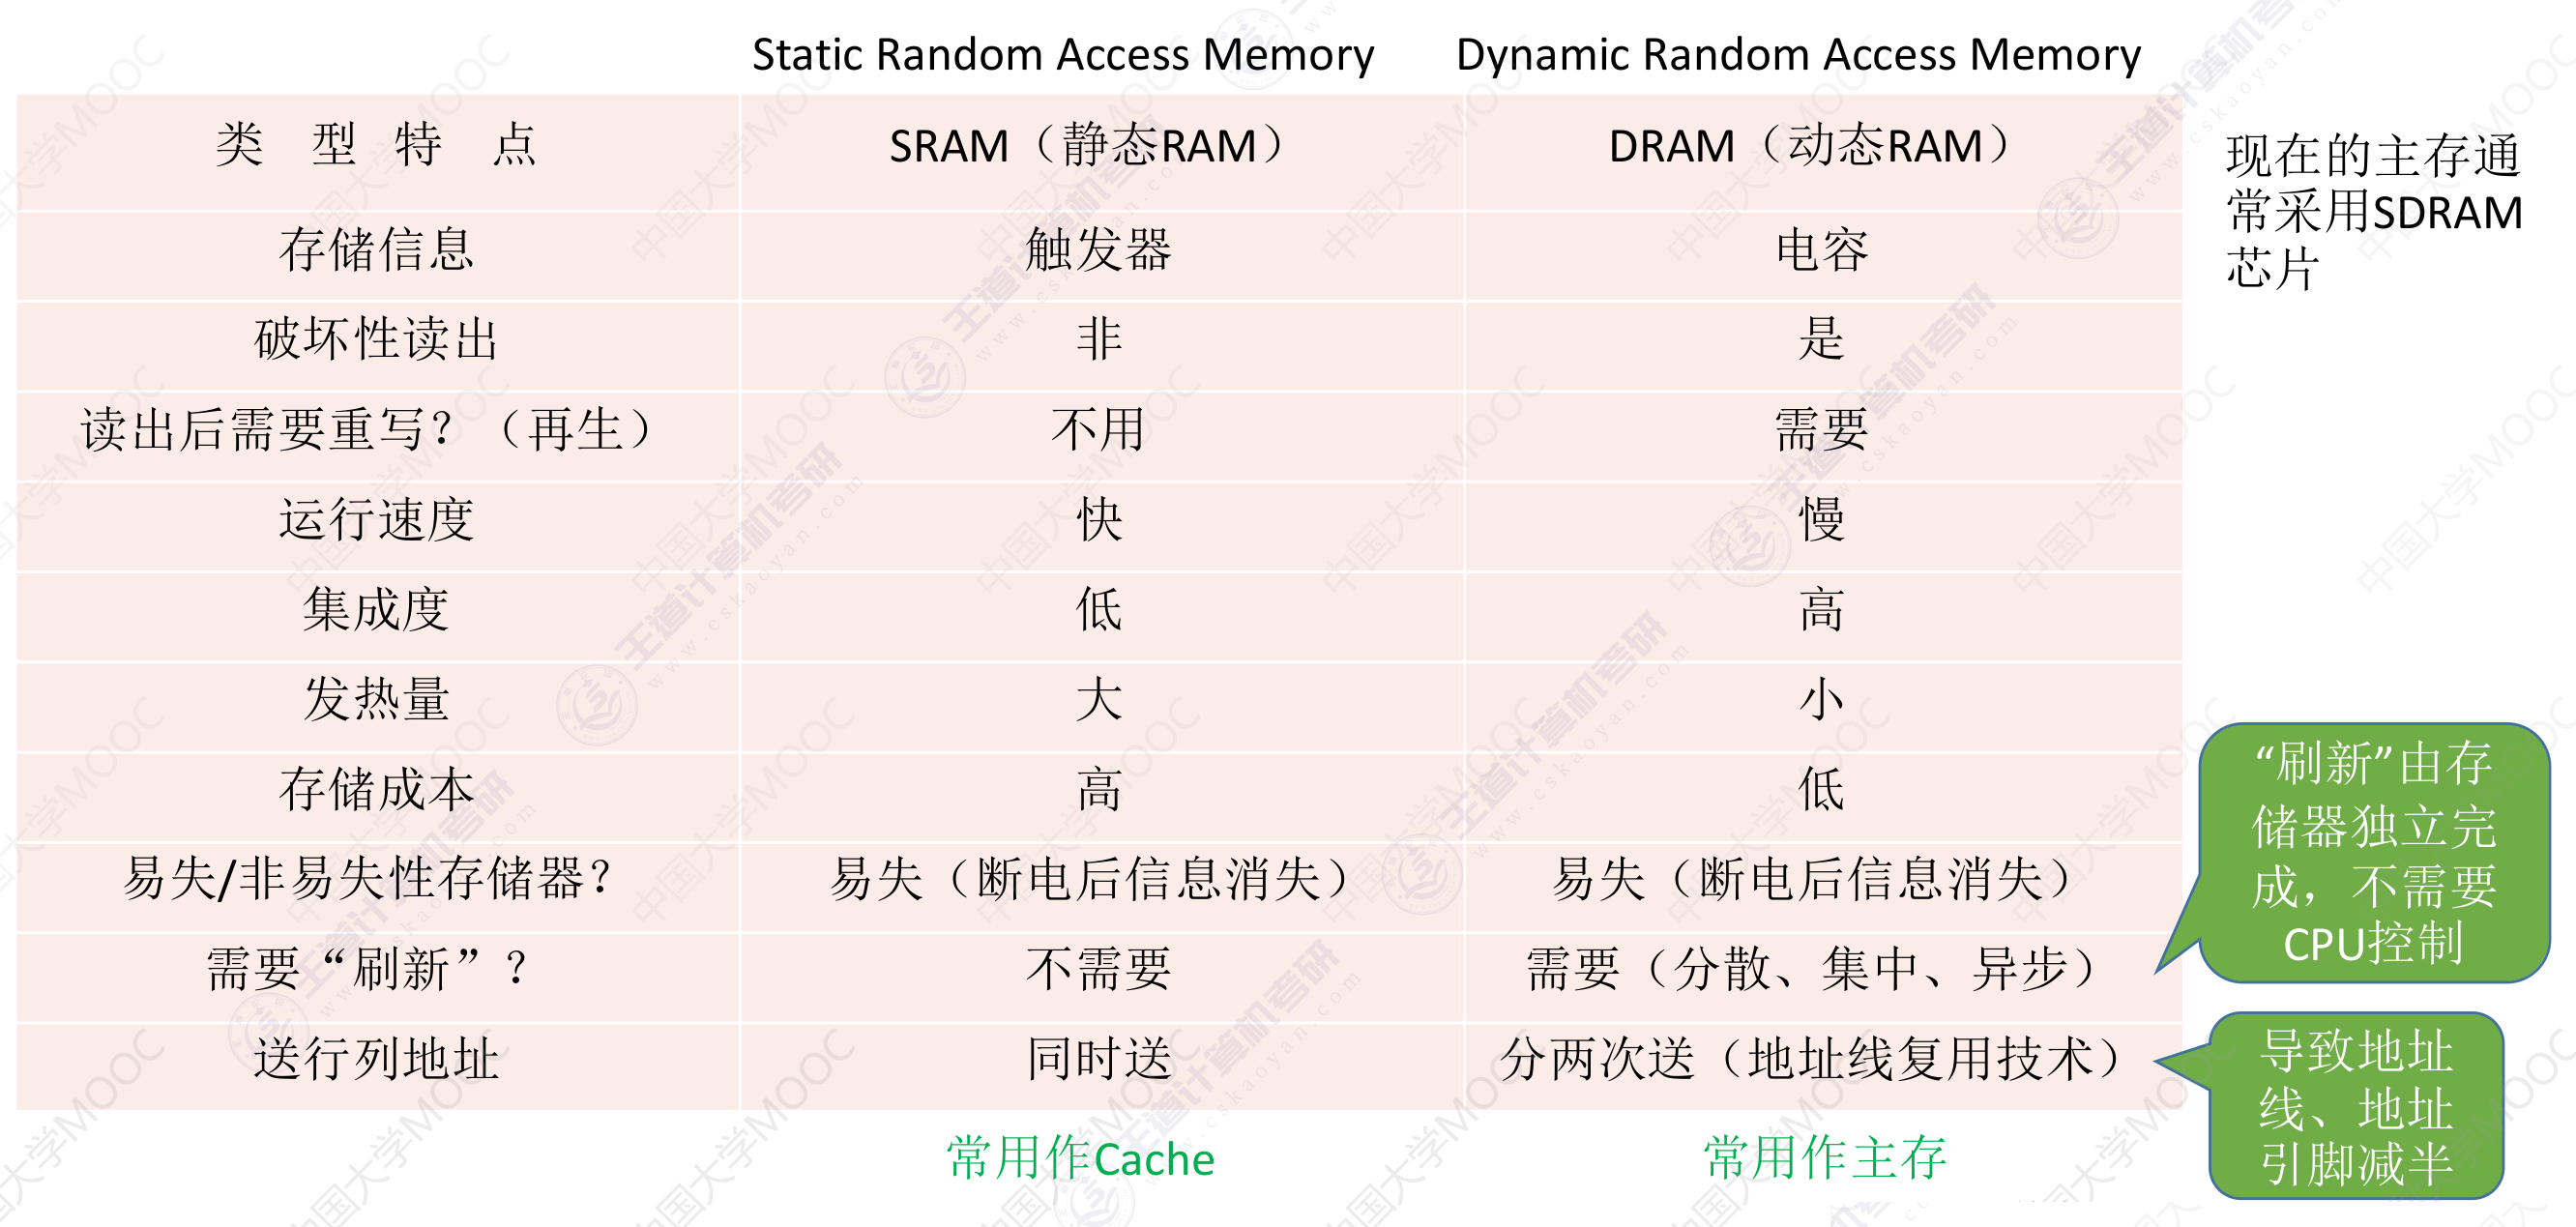 Static Random Access Memory Dynamic Random Access Memory
类 型 特 点 SRAM（静态RAM） DRAM（动态RAM）
存储信息 触发器 电容
破坏性读出 非 是
读出后需要重写？（再生） 不用 需要
运行速度 快 慢
集成度 低 高
发热量 大 小
存储成本 高 低
易失/非易失性存储器？ 易失（断电后信息消失） 易失（断电后信息消失）
需要“刷新”？ 不需要 需要（分散、集中、异步）
送行列地址 同时送 分两次送（地址线复用技术）
常用作Cache 常用作主存
现在的主存通
常采用SDRAM
芯片
“刷新”由存
储器独立完
成，不需要
CPU控制
导致地址
线、地址
引脚减半
中国大学MOOC
王道计算机考研
www.cskaoyan.com